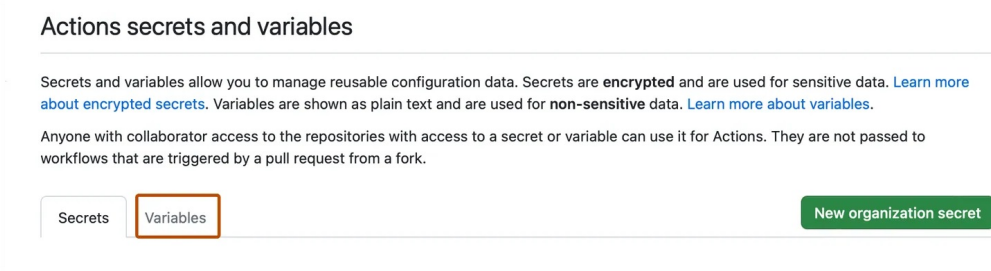 Actions secrets and variables
Secrets and variables allow you to manage reusable configuration data. Secrets are encrypted and are used for sensitive data. Learn more
about encrypted secrets. Variables are shown as plain text and are used for non-sensitive data. Learn more about variables.
Anyone with collaborator access to the repositories with access to a secret or variable can use it for Actions. They are not passed to
workflows that are triggered by a pull request from a fork.
Secrets Variables New organization secret